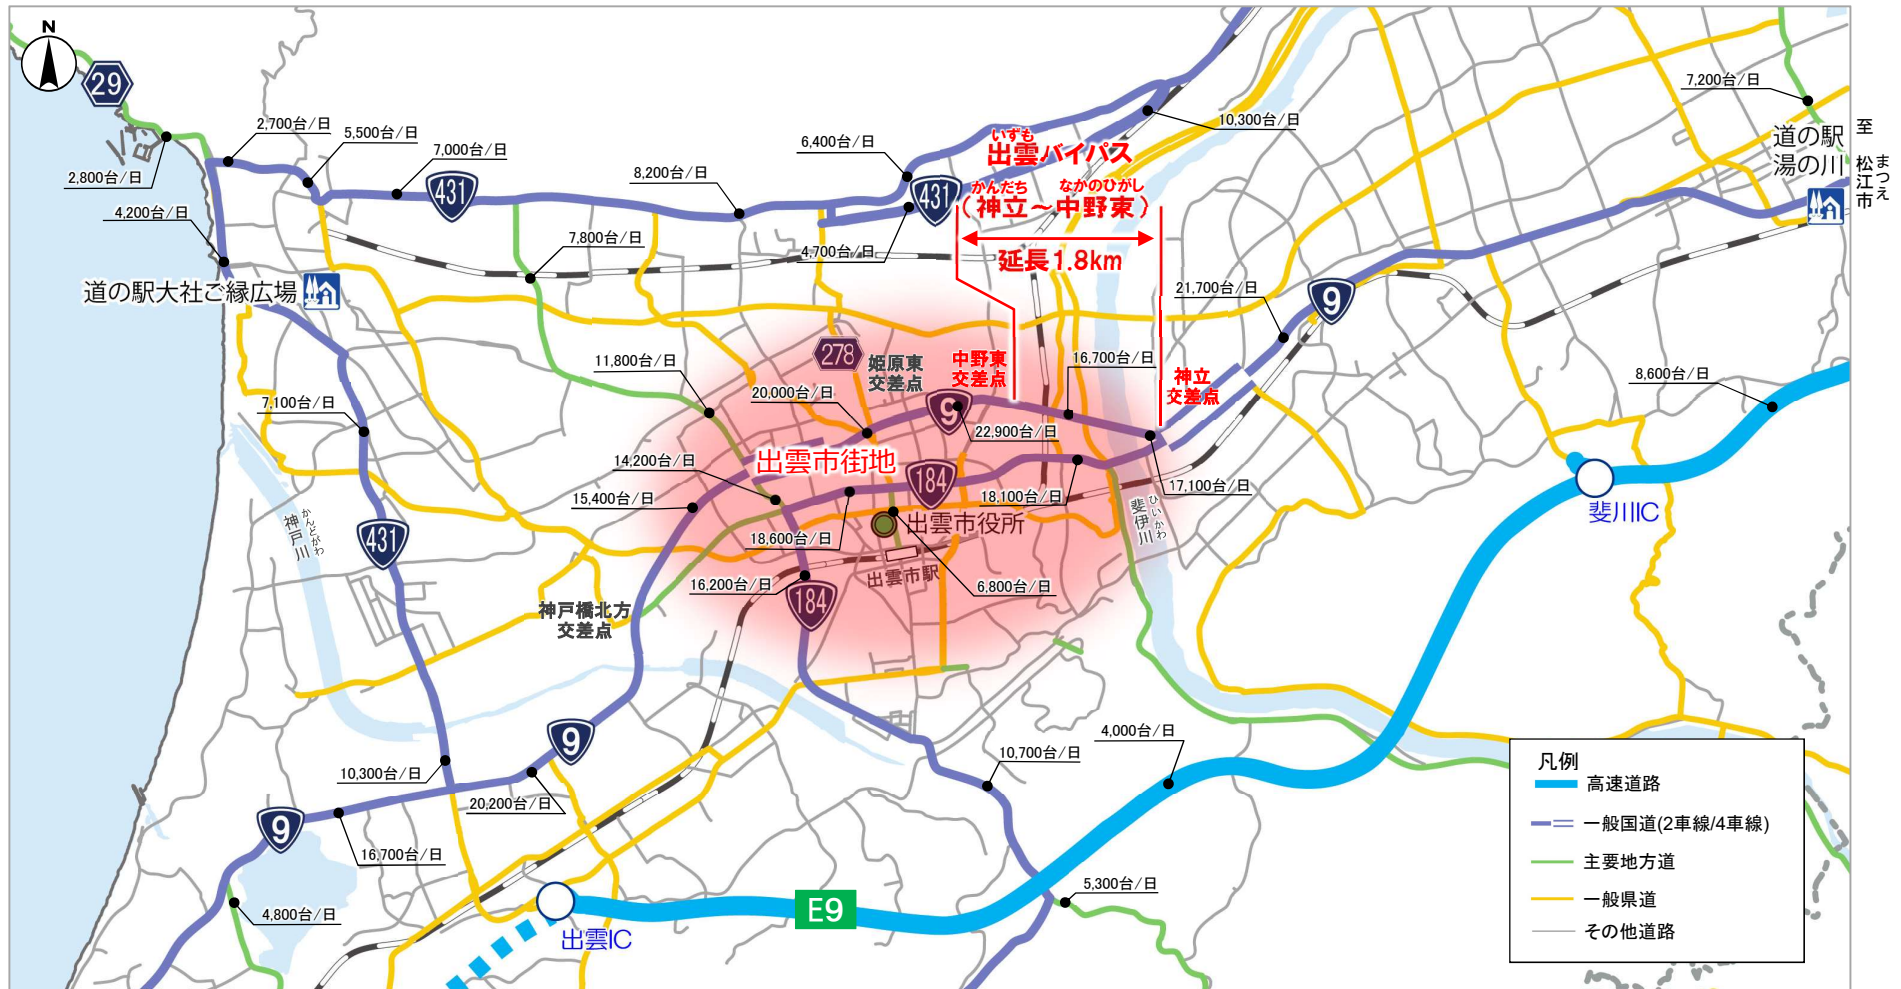 N
29
2,700台/日
5,500台/日
7,000台/日
2,800台/日
4,200台/日
431
8,200台/日
6,400台/日
7,800台/日
4,700台/日
431
いずも
出雲バイパス
かんだち なかのひがし
(神立～中野東)
延長1.8km
10,300台/日
7,200台/日
道の駅
湯の川
至 松江市
まつえ
道の駅大社ご縁広場
21,700台/日
9
11,800台/日
278
姫原東
交差点
中野東
交差点
16,700台/日
神立
交差点
8,600台/日
20,000台/日
9
22,900台/日
7,100台/日
出雲市街地
14,200台/日
184
18,100台/日
17,100台/日
15,400台/日
斐伊川
ひいかわ
斐川IC
神戸川
かんどがわ
431
出雲市役所
18,600台/日
出雲市駅
16,200台/日
184
6,800台/日
神戸橋北方
交差点
9
4,000台/日
10,700台/日
10,300台/日
20,200台/日
9
16,700台/日
4,800台/日
5,300台/日
E9
出雲IC
凡例
高速道路
一般国道(2車線/4車線)
主要地方道
一般県道
その他道路